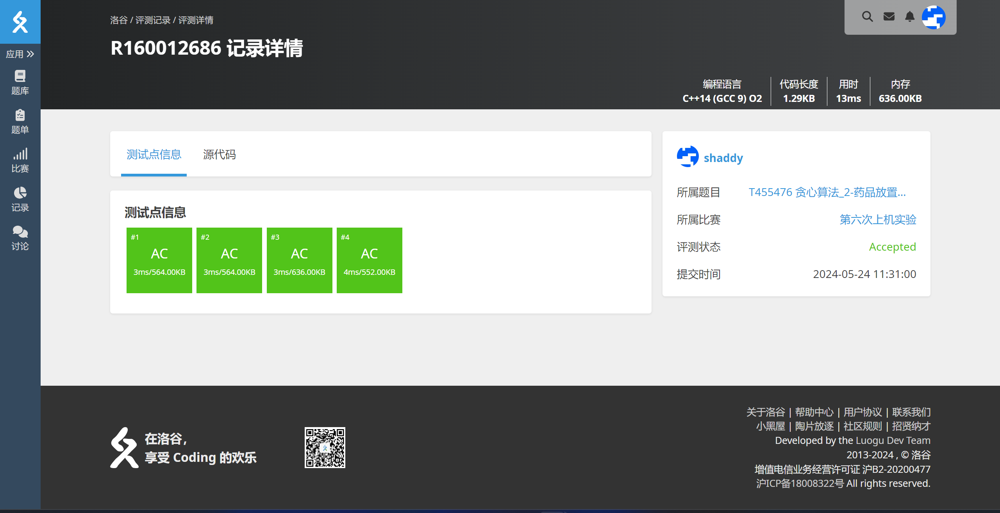 洛谷 / 评测记录 / 评测详情
R160012686 记录详情
应用
题库
题单
比赛
记录
讨论
编程语言
C++14 (GCC 9) O2
代码长度
1.29KB
用时
13ms
内存
636.00KB
测试点信息
源代码
测试点信息
#1
AC
3ms/564.00KB
#2
AC
3ms/564.00KB
#3
AC
3ms/636.00KB
#4
AC
4ms/552.00KB
shaddy
所属题目 T455476 贪心算法_2-药品放置...
所属比赛 第六次上机实验
评测状态 Accepted
提交时间 2024-05-24 11:31:00
在洛谷，
享受 Coding 的欢乐
关于洛谷 | 帮助中心 | 用户协议 | 联系我们
小黑屋 | 陶片放逐 | 社区规则 | 招贤纳才
Developed by the Luogu Dev Team
2013-2024 , © 洛谷
增值电信业务经营许可证 沪B2-20200477
沪ICP备18008322号 All rights reserved.